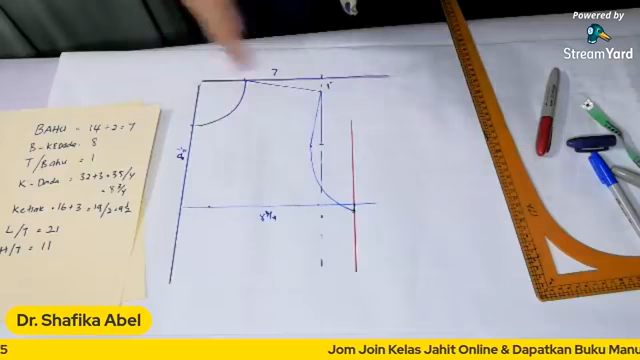 Powered by
StreamYard
7
1"
BAHU = 14 ÷ 2 = 7
B-KEPALA: 8
T/BAHU = 1
K-Dada = 32+3=35/4
= 8 3/4
Ketiak = 16+3=19/2=9 1/2
L/T = 21
H/T = 11
8 3/4
Dr. Shafika Abel
5
Jom Join Kelas Jahit Online & Dapatkan Buku Manu